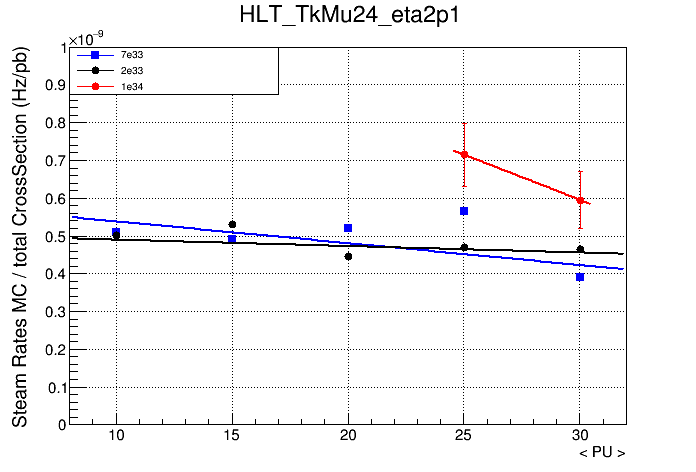 HLT_TkMu24_eta2p1
×10⁻⁹
Steam Rates MC / total CrossSection (Hz/pb)
7e33
2e33
1e34
1
0.9
0.8
0.7
0.6
0.5
0.4
0.3
0.2
0.1
0
10 15 20 25 30
< PU >